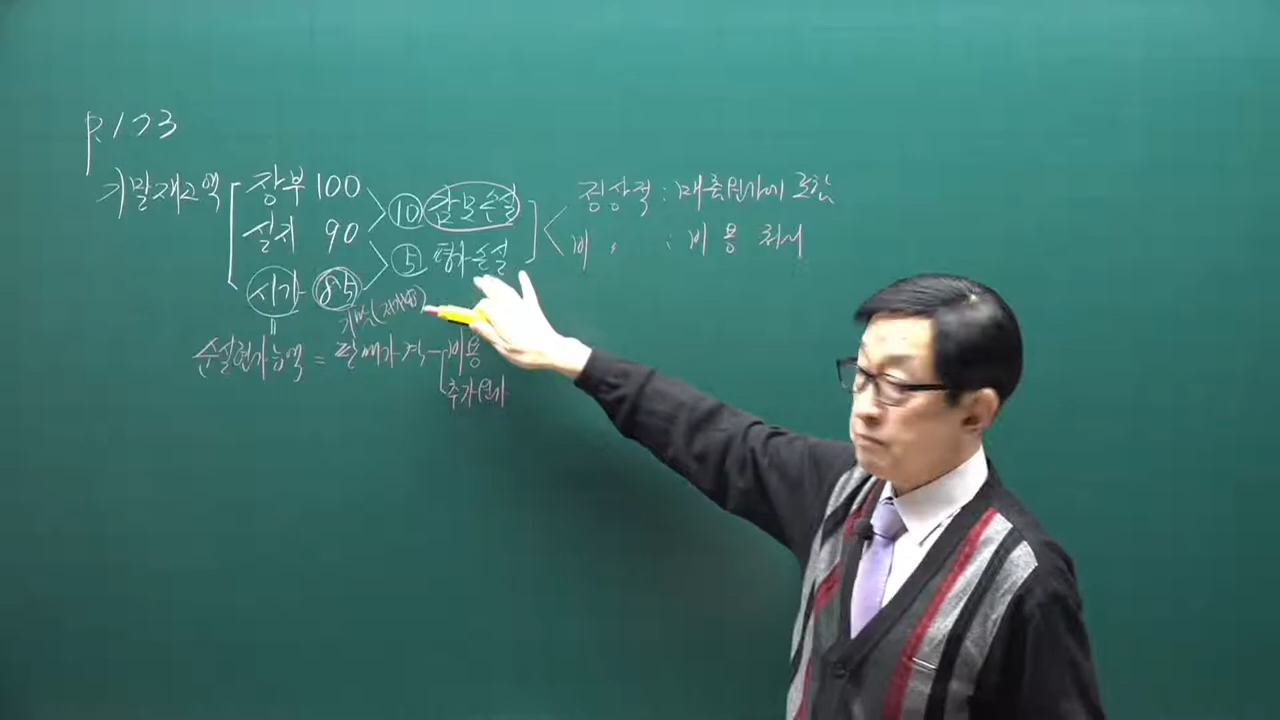 P.173
기말재고액 장부 100 ⑩ 감모손실 정상적 : 매출원가에 포함
실지 90 ⑤ 평가손실 비 〃 : 비용 처리
시가 85
순실현가능액 = 판매가격 - 비용
추가원가